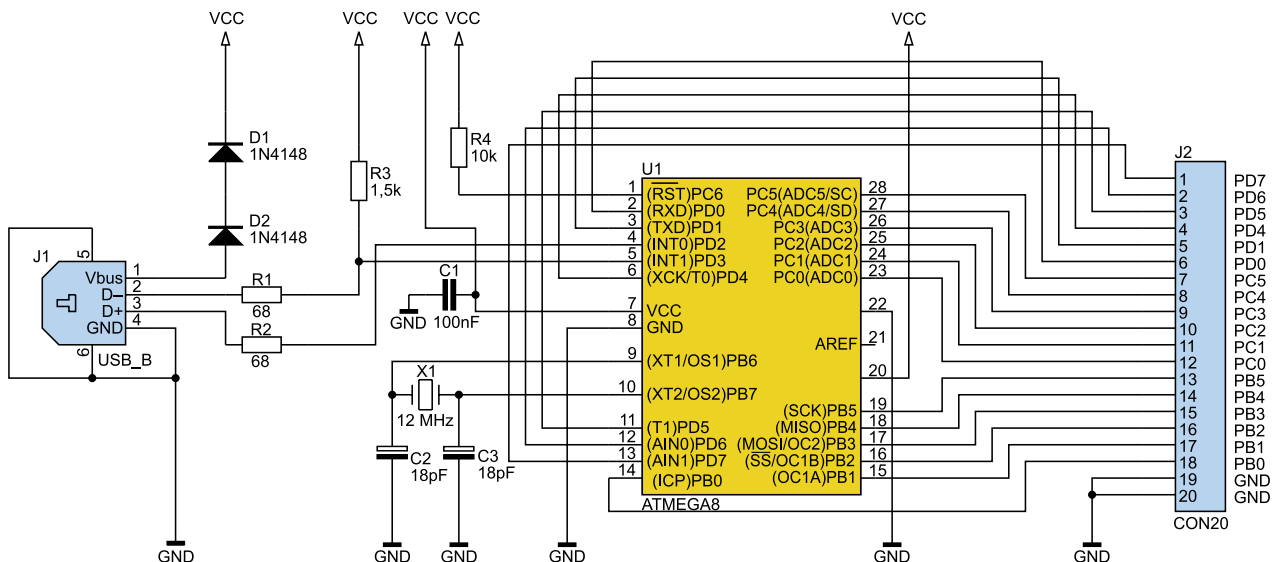 VCC VCC VCC VCC VCC
D1
1N4148
D2
1N4148
R3
1,5k
R4
10k
J1
5
Vbus 1
D– 2
D+ 3
GND 4
6
USB_B
R1
68
R2
68
C1
100nF
GND
X1
12 MHz
C2
18pF
C3
18pF
U1
1 (RST)PC6
2 (RXD)PD0
3 (TXD)PD1
4 (INT0)PD2
5 (INT1)PD3
6 (XCK/T0)PD4
7 VCC
8 GND
9 (XT1/OS1)PB6
10 (XT2/OS2)PB7
11 (T1)PD5
12 (AIN0)PD6
13 (AIN1)PD7
14 (ICP)PB0
PC5(ADC5/SC) 28
PC4(ADC4/SD) 27
PC3(ADC3) 26
PC2(ADC2) 25
PC1(ADC1) 24
PC0(ADC0) 23
22
AREF 21
20
(SCK)PB5 19
(MISO)PB4 18
(MOSI/OC2)PB3 17
(SS/OC1B)PB2 16
(OC1A)PB1 15
ATMEGA8
J2
1 PD7
2 PD6
3 PD5
4 PD4
5 PD1
6 PD0
7 PC5
8 PC4
9 PC3
10 PC2
11 PC1
12 PC0
13 PB5
14 PB4
15 PB3
16 PB2
17 PB1
18 PB0
19 GND
20 GND
CON20
GND GND GND GND GND GND